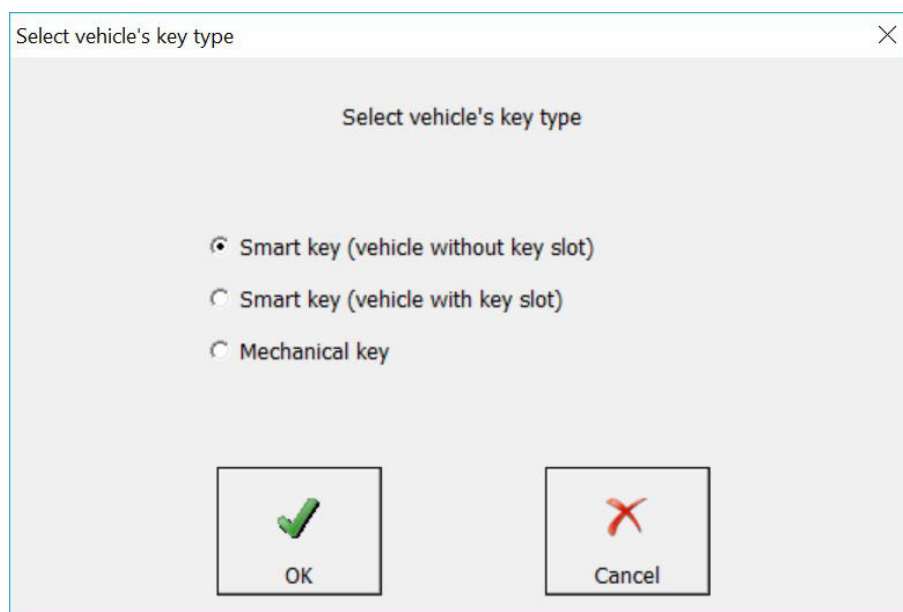 Select vehicle's key type
Select vehicle's key type
Smart key (vehicle without key slot)
Smart key (vehicle with key slot)
Mechanical key
OK
Cancel